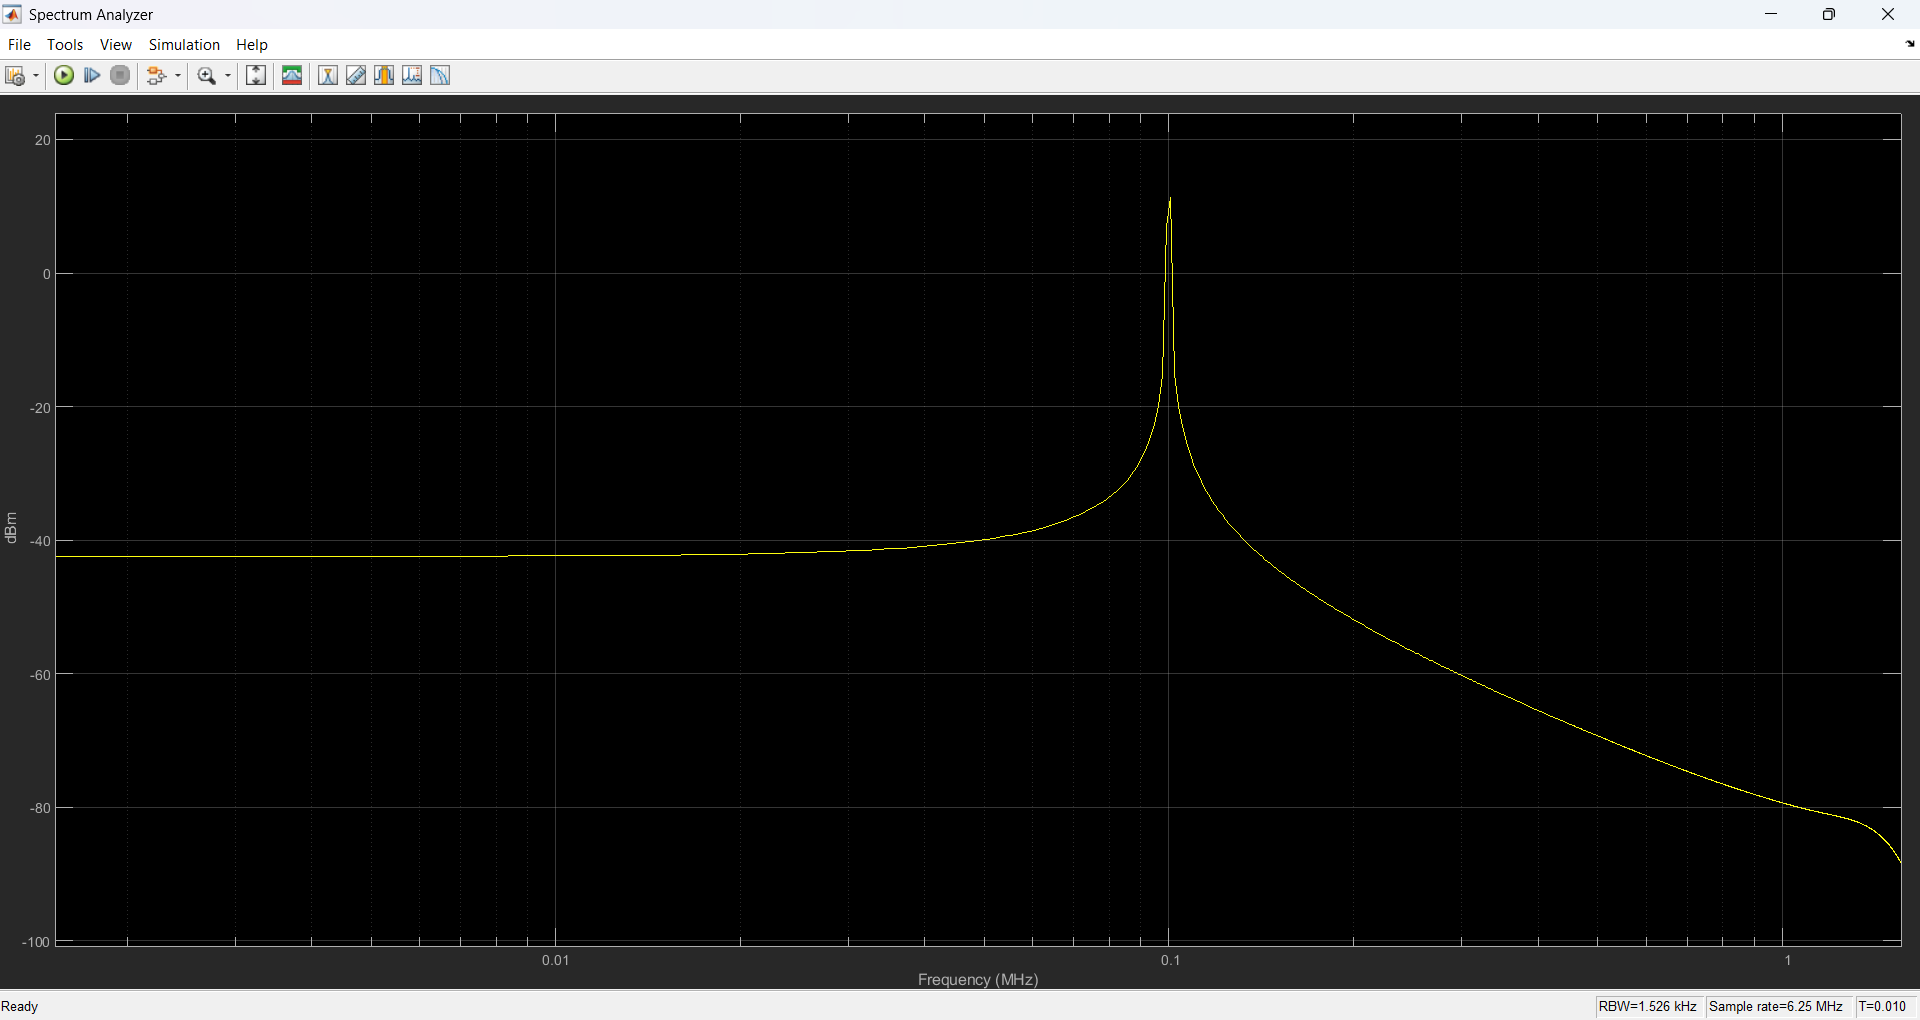 Spectrum Analyzer
File Tools View Simulation Help
20
0
-20
-40
-60
-80
-100
dBm
0.01 0.1 1
Frequency (MHz)
Ready RBW=1.526 kHz Sample rate=6.25 MHz T=0.010